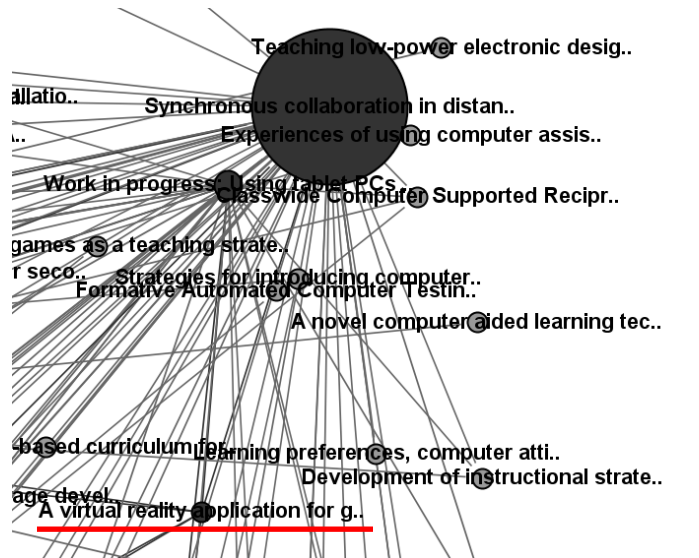 Teaching low-power electronic desig..
allatio..
Synchronous collaboration in distan..
Experiences of using computer assis..
Work in progress: Using tablet PCs..
Classwide Computer Supported Recipr..
games as a teaching strate..
r seco..
Strategies for introducing computer..
Formative Automated Computer Testin..
A novel computer aided learning tec..
-based curriculum for..
Learning preferences, computer atti..
Development of instructional strate..
age devel..
A virtual reality application for g..